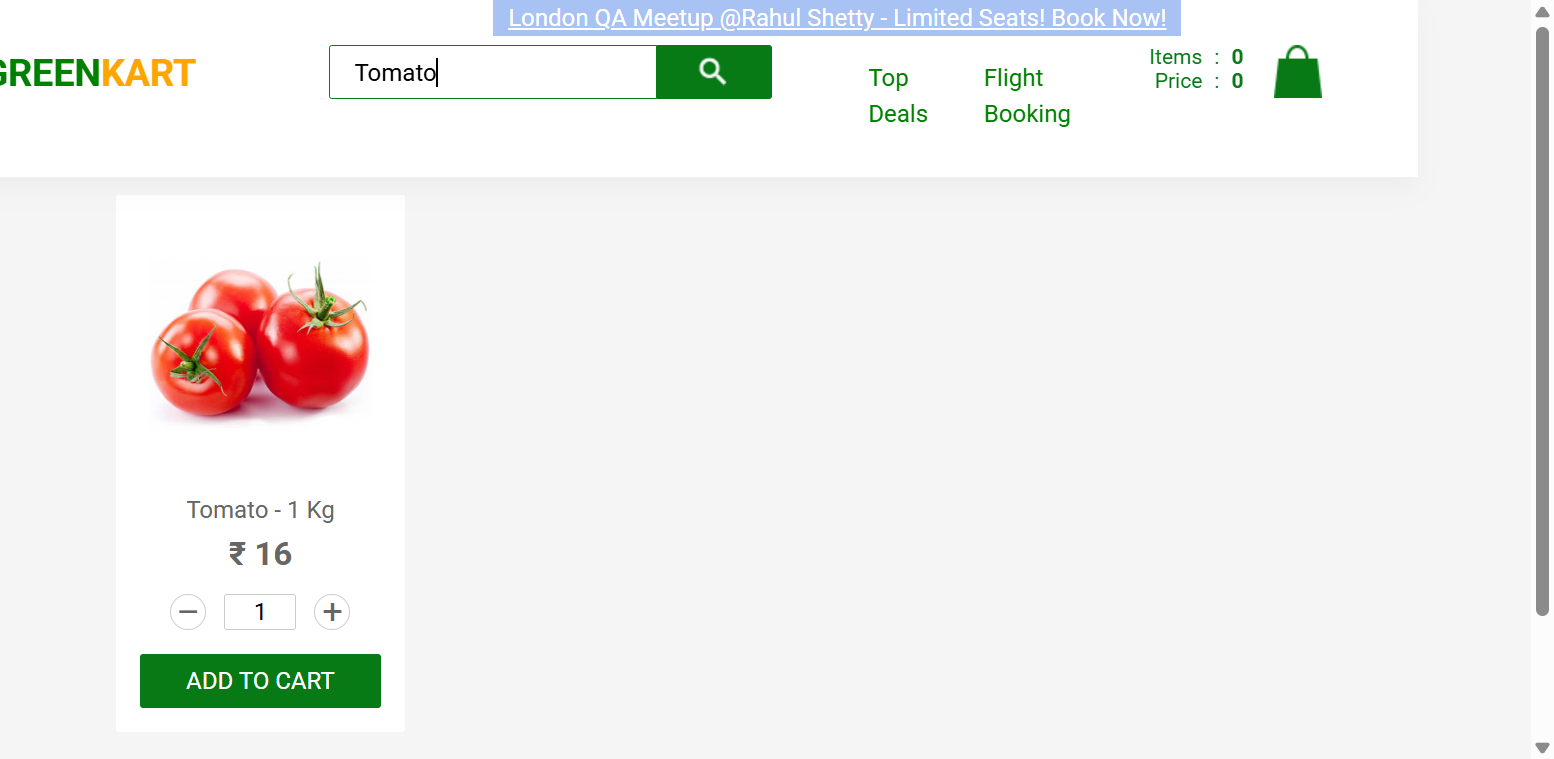 London QA Meetup @Rahul Shetty - Limited Seats! Book Now!
GREENKART
Tomato
Top Deals
Flight Booking
Items : 0
Price : 0
Tomato - 1 Kg
₹ 16
1
ADD TO CART